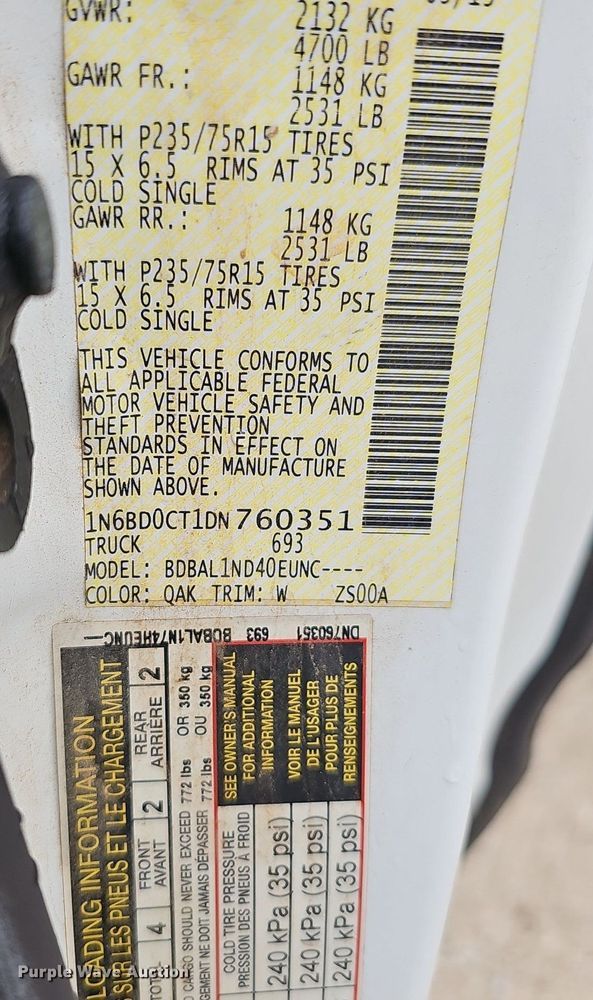 GVWR: 2132 KG
4700 LB
GAWR FR.: 1148 KG
2531 LB
WITH P235/75R15 TIRES
15 X 6.5 RIMS AT 35 PSI
COLD SINGLE
GAWR RR.: 1148 KG
2531 LB
WITH P235/75R15 TIRES
15 X 6.5 RIMS AT 35 PSI
COLD SINGLE
THIS VEHICLE CONFORMS TO
ALL APPLICABLE FEDERAL
MOTOR VEHICLE SAFETY AND
THEFT PREVENTION
STANDARDS IN EFFECT ON
THE DATE OF MANUFACTURE
SHOWN ABOVE.
1N6BD0CT1DN760351
TRUCK 693
MODEL: BDBAL1ND40EUNC----
COLOR: QAK TRIM: W ZS00A
DN760351 693 BCBAL1N/4HEUNC—
LOADING INFORMATION
SUR LES PNEUS ET LE CHARGEMENT
TOTAL 4 FRONT
AVANT 2 REAR
ARRIÈRE 2
CARGO SHOULD NEVER EXCEED 772 lbs OR 350 kg
NE DOIT JAMAIS DÉPASSER 772 lbs OU 350 kg
COLD TIRE PRESSURE
PRESSION DES PNEUS À FROID
240 kPa (35 psi)
240 kPa (35 psi)
240 kPa (35 psi)
SEE OWNER'S MANUAL
FOR ADDITIONAL
INFORMATION
VOIR LE MANUEL
DE L'USAGER
POUR PLUS DE
RENSEIGNEMENTS
Purple Wave Auction